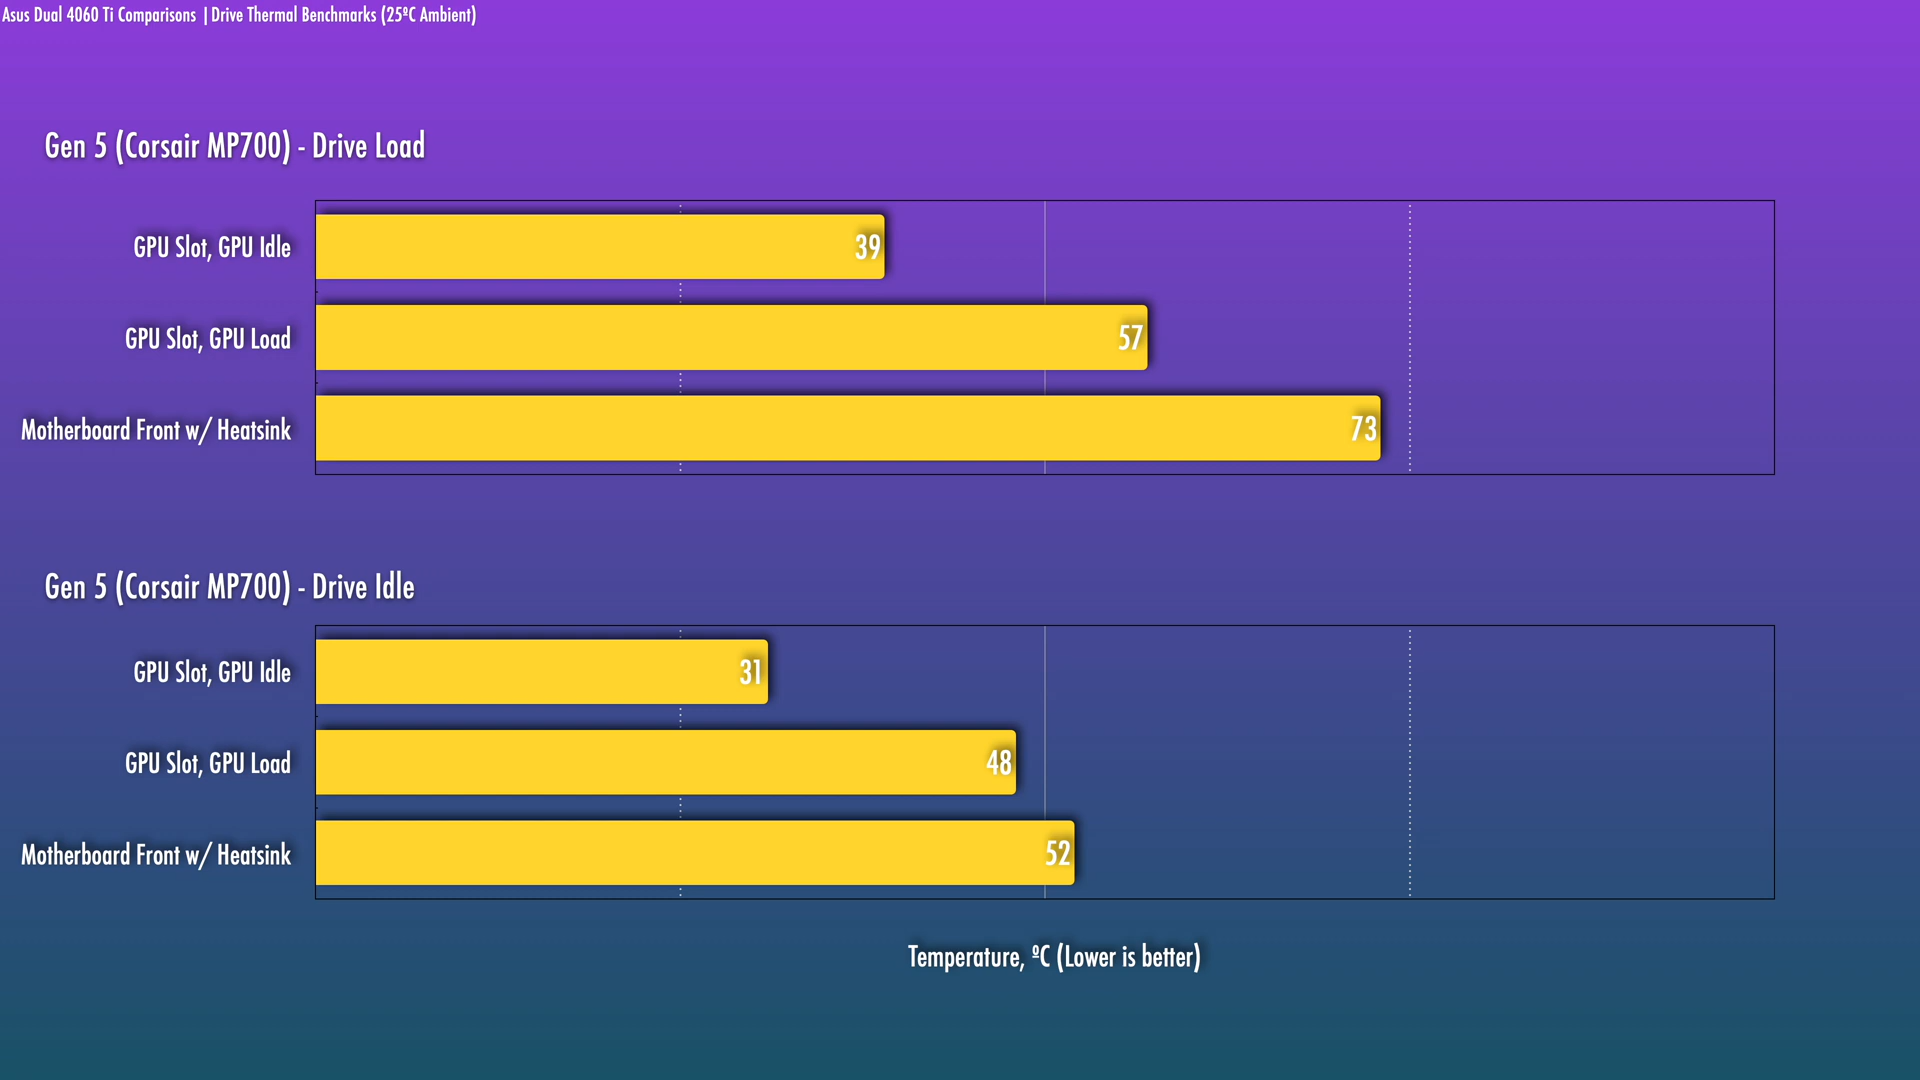 Asus Dual 4060 Ti Comparisons | Drive Thermal Benchmarks (25ºC Ambient)
Gen 5 (Corsair MP700) - Drive Load
GPU Slot, GPU Idle 39
GPU Slot, GPU Load 57
Motherboard Front w/ Heatsink 73
Gen 5 (Corsair MP700) - Drive Idle
GPU Slot, GPU Idle 31
GPU Slot, GPU Load 48
Motherboard Front w/ Heatsink 52
Temperature, ºC (Lower is better)